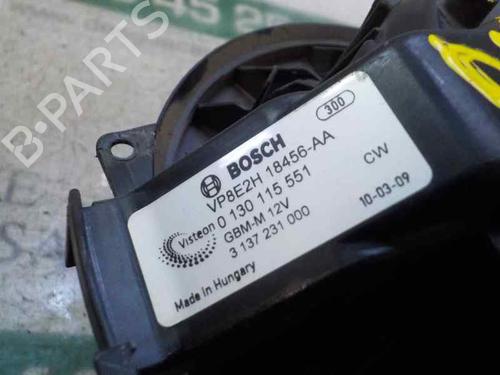 300
BOSCH
VP8E2H 18456-AA
0 130 115 551
CW
Visteon
GBM-M 12V
10-03-09
3 137 231 000
Made in Hungary
B-Parts